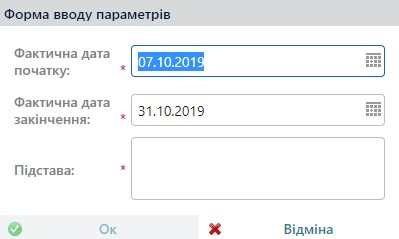 Форма вводу параметрів
Фактична дата
початку:
* 07.10.2019
Фактична дата
закінчення:
* 31.10.2019
Підстава: *
Ок Відміна